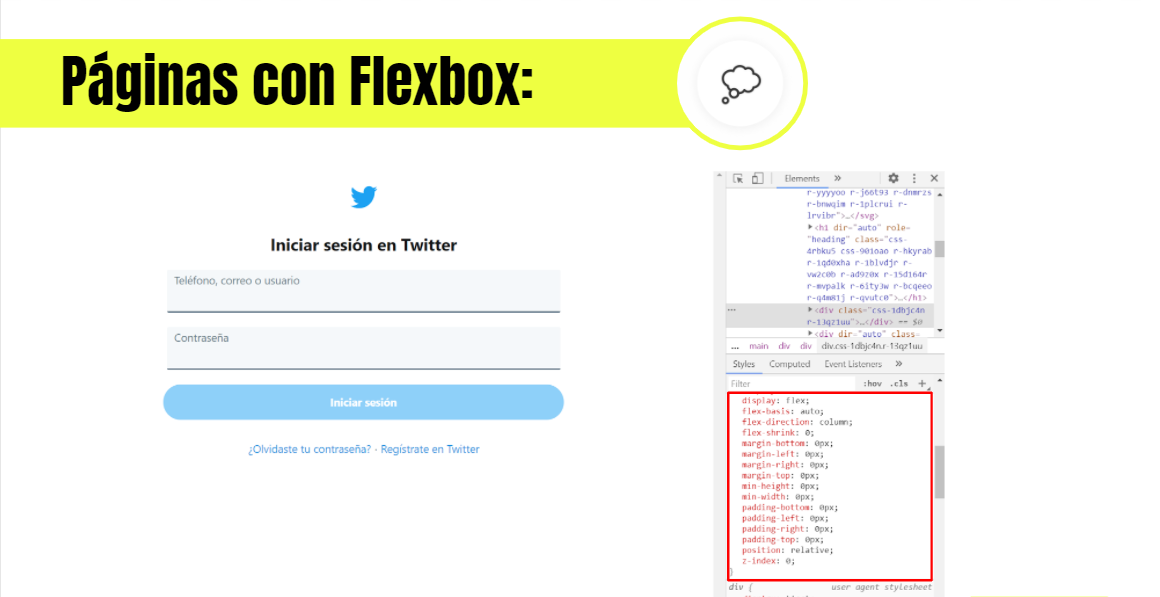 Páginas con Flexbox:
Iniciar sesión en Twitter
Teléfono, correo o usuario
Contraseña
Iniciar sesión
¿Olvidaste tu contraseña? · Regístrate en Twitter
Elements »
r-yyyyoo r-j66t93 r-dnmrzs
r-bnwqim r-1plcrui r-
lrvibr">…</svg>
<h1 dir="auto" role=
"heading" class="css-
4rbku5 css-901oao r-hkyrab
r-1qd0xha r-1blvdjr r-
vw2c0b r-ad9z0x r-15d164r
r-mvpalk r-6ity3w r-bcqeeo
r-q4m81j r-qvutc0">…</h1>
<div class="css-1dbjc4n
r-13qz1uu">…</div> == $0
<div dir="auto" class=
... main div div div.css-1dbjc4n.r-13qz1uu
Styles Computed Event Listeners »
Filter :hov .cls +
display: flex;
flex-basis: auto;
flex-direction: column;
flex-shrink: 0;
margin-bottom: 0px;
margin-left: 0px;
margin-right: 0px;
margin-top: 0px;
min-height: 0px;
min-width: 0px;
padding-bottom: 0px;
padding-left: 0px;
padding-right: 0px;
padding-top: 0px;
position: relative;
z-index: 0;
}
div { user agent stylesheet